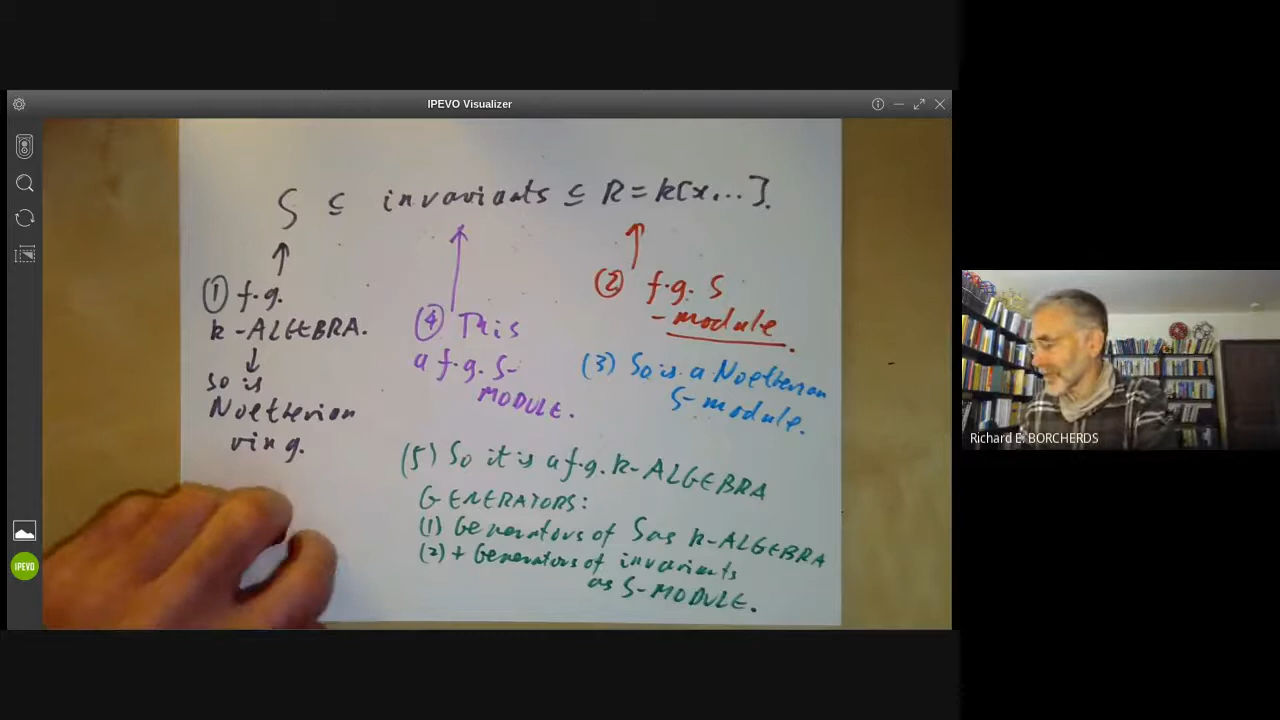 IPEVO Visualizer
S ⊆ invariants ⊆ R = k[x,...].
① f.g.
k-ALGEBRA.
↓
So is
Noetherian
ring.
④ This
a f.g. S-
MODULE.
② f.g. S
-module.
(3) So is a Noetherian
S-module.
(5) So it is a f.g. k-ALGEBRA
GENERATORS:
(1) Generators of S as k-ALGEBRA
(2) + Generators of invariants
as S-MODULE.
IPEVO
Richard E. BORCHERDS